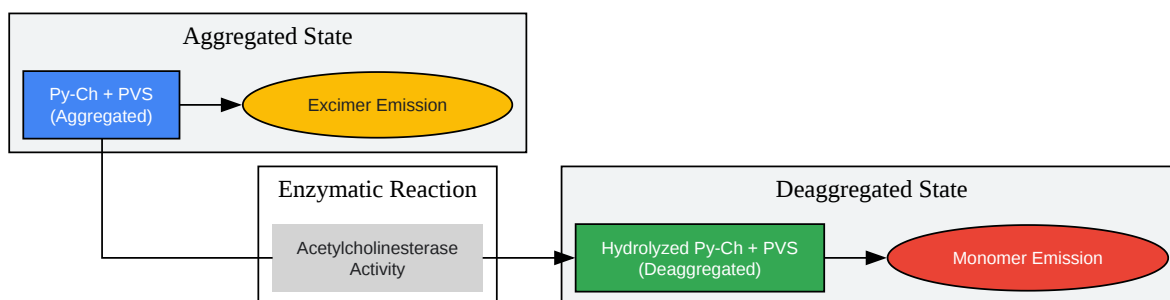 Aggregated State
Py-Ch + PVS
(Aggregated)
Excimer Emission
Enzymatic Reaction
Acetylcholinesterase
Activity
Deaggregated State
Hydrolyzed Py-Ch + PVS
(Deaggregated)
Monomer Emission